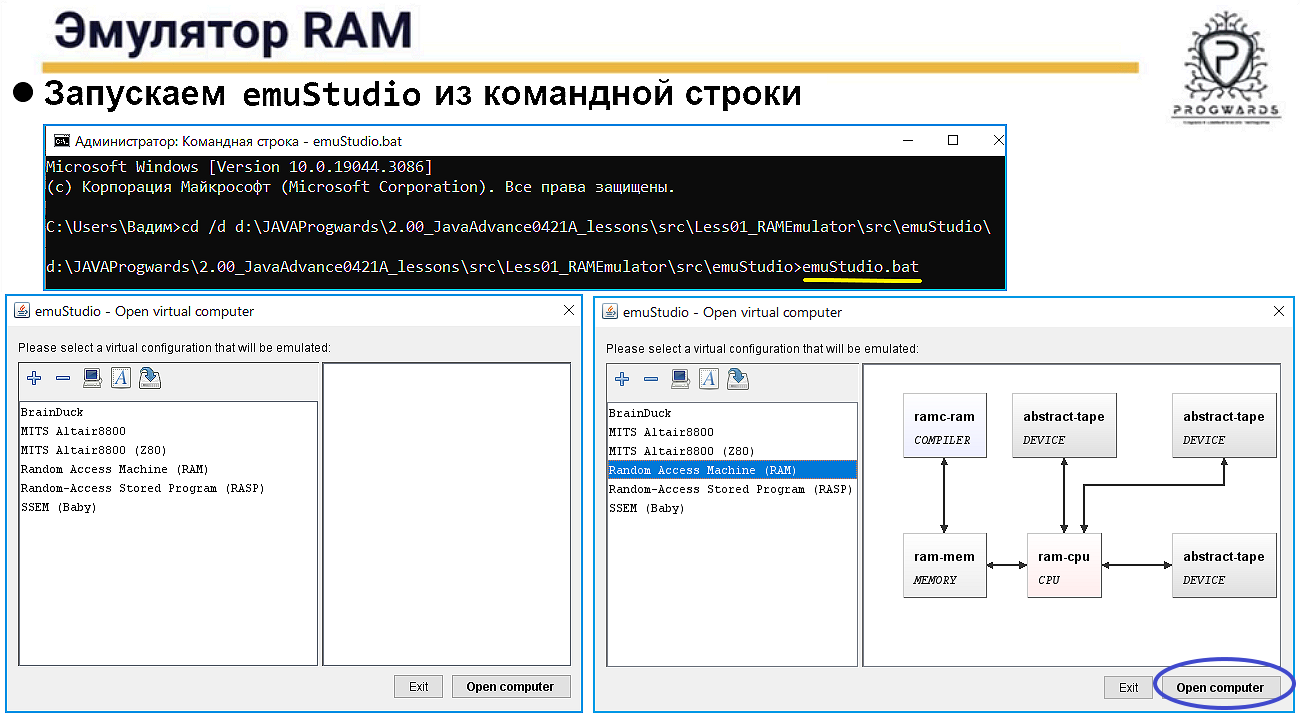 Эмулятор RAM
PROGWARDS
● Запускаем emuStudio из командной строки
Администратор: Командная строка - emuStudio.bat
Microsoft Windows [Version 10.0.19044.3086]
(c) Корпорация Майкрософт (Microsoft Corporation). Все права защищены.
C:\Users\Вадим>cd /d d:\JAVAProgwards\2.00_JavaAdvance0421A_lessons\src\Less01_RAMEmulator\src\emuStudio\
d:\JAVAProgwards\2.00_JavaAdvance0421A_lessons\src\Less01_RAMEmulator\src\emuStudio>emuStudio.bat
emuStudio - Open virtual computer
Please select a virtual configuration that will be emulated:
BrainDuck
MITS Altair8800
MITS Altair8800 (Z80)
Random Access Machine (RAM)
Random-Access Stored Program (RASP)
SSEM (Baby)
Exit
Open computer
emuStudio - Open virtual computer
Please select a virtual configuration that will be emulated:
BrainDuck
MITS Altair8800
MITS Altair8800 (Z80)
Random Access Machine (RAM)
Random-Access Stored Program (RASP)
SSEM (Baby)
ramc-ram
COMPILER
abstract-tape
DEVICE
abstract-tape
DEVICE
ram-mem
MEMORY
ram-cpu
CPU
abstract-tape
DEVICE
Exit
Open computer